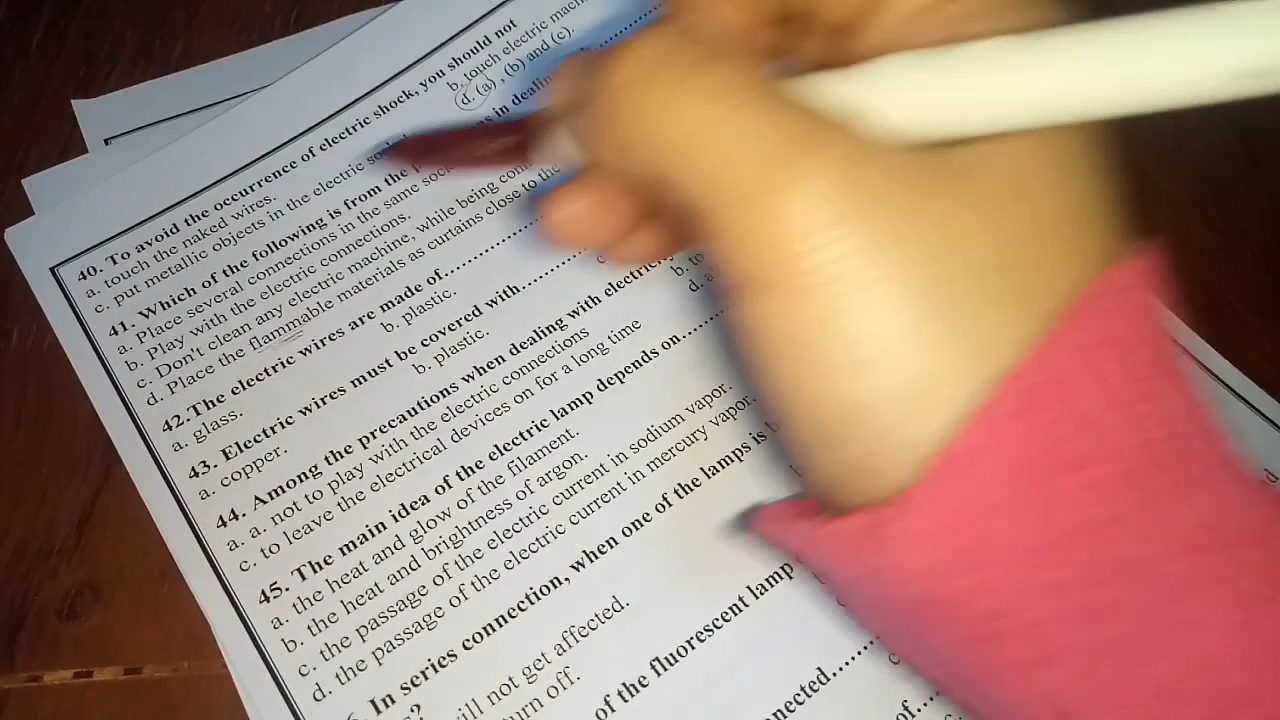 40. To avoid the occurrence of electric shock, you should not
a. touch the naked wires. b. touch electric
c. put metallic objects in the electric d. (a), (b) and (c).
41. Which of the following is from the in
a. Place several connections in the same
b. Play with the electric connections.
c. Don't clean any electric machine, while being
d. Place the flammable materials as curtains close to the
42.The electric wires are made of................
a. glass. b. plastic.
43. Electric wires must be covered with................
a. copper. b. plastic. c
44. Among the precautions when dealing with
a. a. not to play with the electric connections b. to
c. to leave the electrical devices on for a long time d.
45. The main idea of the electric lamp depends on........
a. the heat and glow of the filament.
b. the heat and brightness of argon.
c. the passage of the electric current in sodium vapor.
d. the passage of the electric current in mercury vapor.
In series connection, when one of the lamps is
will not get affected.
turn off.
of the fluorescent lamp
of....